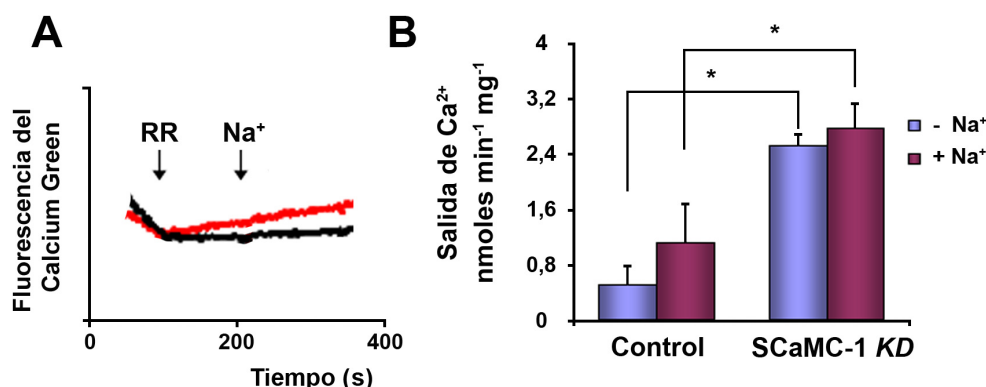 A
Fluorescencia del
Calcium Green
RR
Na⁺
0
200
400
Tiempo (s)
B
Salida de Ca²⁺
nmoles min⁻¹ mg⁻¹
4
3,2
2,4
1,6
0,8
0
*
*
- Na⁺
+ Na⁺
Control
SCaMC-1 KD